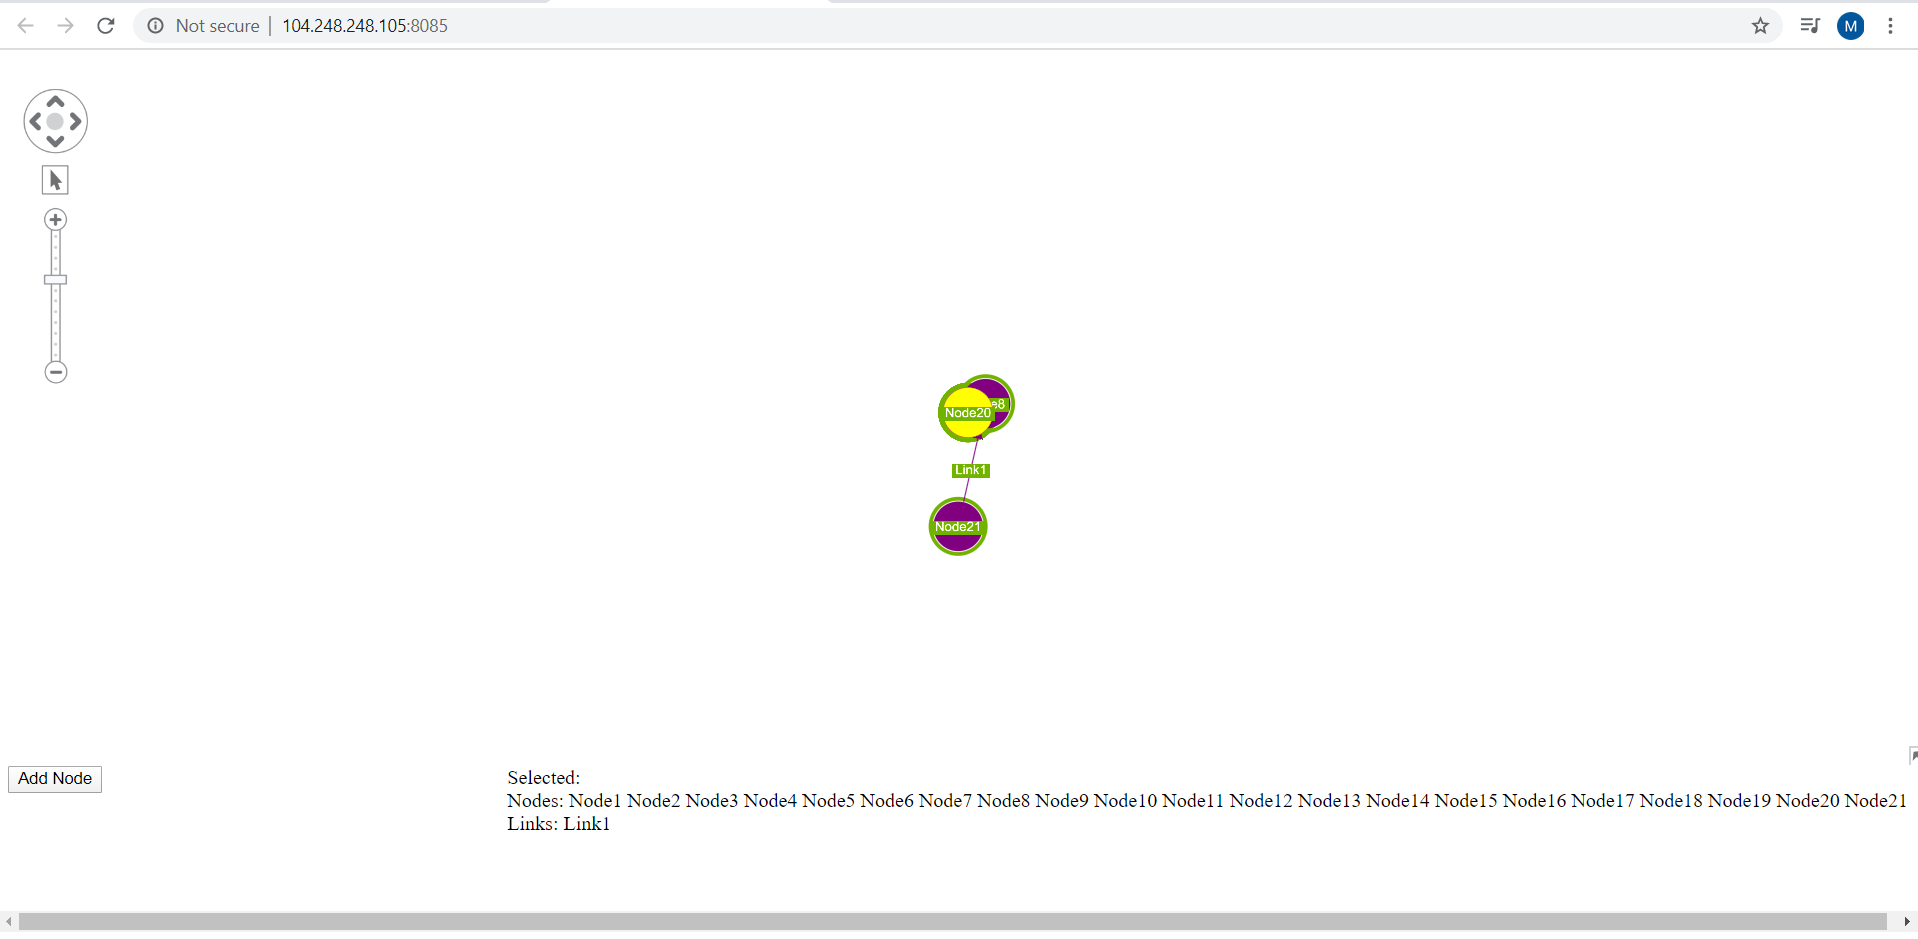 Not secure | 104.248.248.105:8085
M
Node20
e8
Link1
Node21
Add Node
Selected:
Nodes: Node1 Node2 Node3 Node4 Node5 Node6 Node7 Node8 Node9 Node10 Node11 Node12 Node13 Node14 Node15 Node16 Node17 Node18 Node19 Node20 Node21
Links: Link1